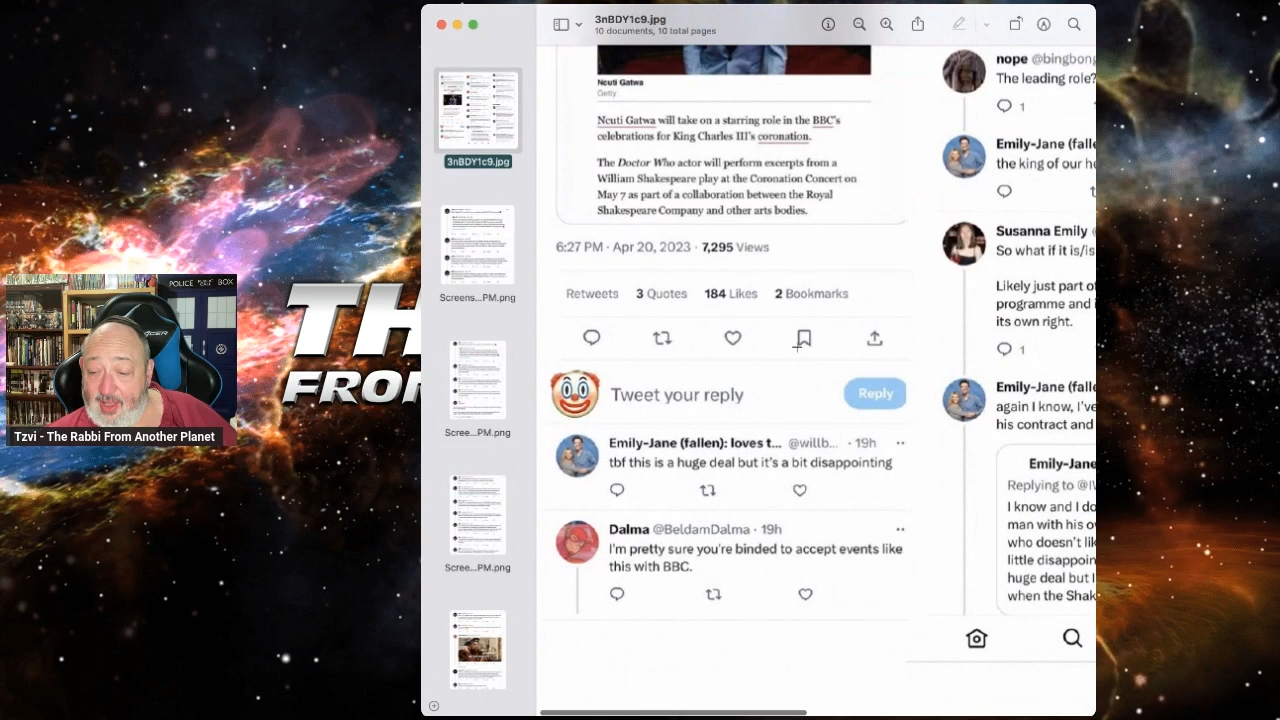 3nBDY1c9.jpg
10 documents, 10 total pages
3nBDY1c9.jpg
Screens...PM.png
Scree...PM.png
Scree...PM.png
POLICE BOX
Tzvi - The Rabbi From Another Planet
TH
FROM
Ncuti Gatwa
Getty
Ncuti Gatwa will take on a starring role in the BBC's
celebrations for King Charles III's coronation.
The Doctor Who actor will perform excerpts from a
William Shakespeare play at the Coronation Concert on
May 7 as part of a collaboration between the Royal
Shakespeare Company and other arts bodies.
6:27 PM · Apr 20, 2023 · 7,295 Views
Retweets 3 Quotes 184 Likes 2 Bookmarks
Tweet your reply
Reply
Emily-Jane (fallen): loves t... @willb... · 19h
tbf this is a huge deal but it's a bit disappointing
Dalma @BeldamDalma · 19h
I'm pretty sure you're binded to accept events like
this with BBC.
nope @bingbon
The leading role?
1
Emily-Jane (falle
the king of our h
Susanna Emily
So what if it is/is
Likely just part of
programme and i
its own right.
1
Emily-Jane (falle
again I know, I've
his contract and
Emily-Jane
Replying to @I
I know and I do
man with his o
who doesn't lik
little disappoin
huge deal but I
when the Shak